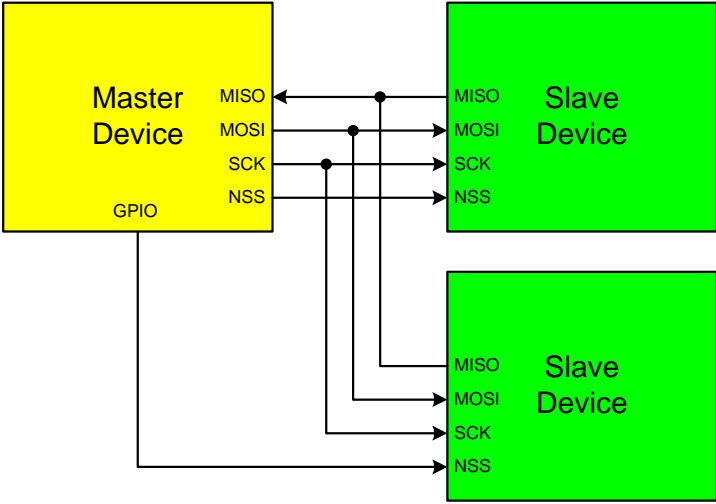 Master
Device
MISO
MOSI
SCK
NSS
GPIO
MISO
MOSI
SCK
NSS
Slave
Device
MISO
MOSI
SCK
NSS
Slave
Device